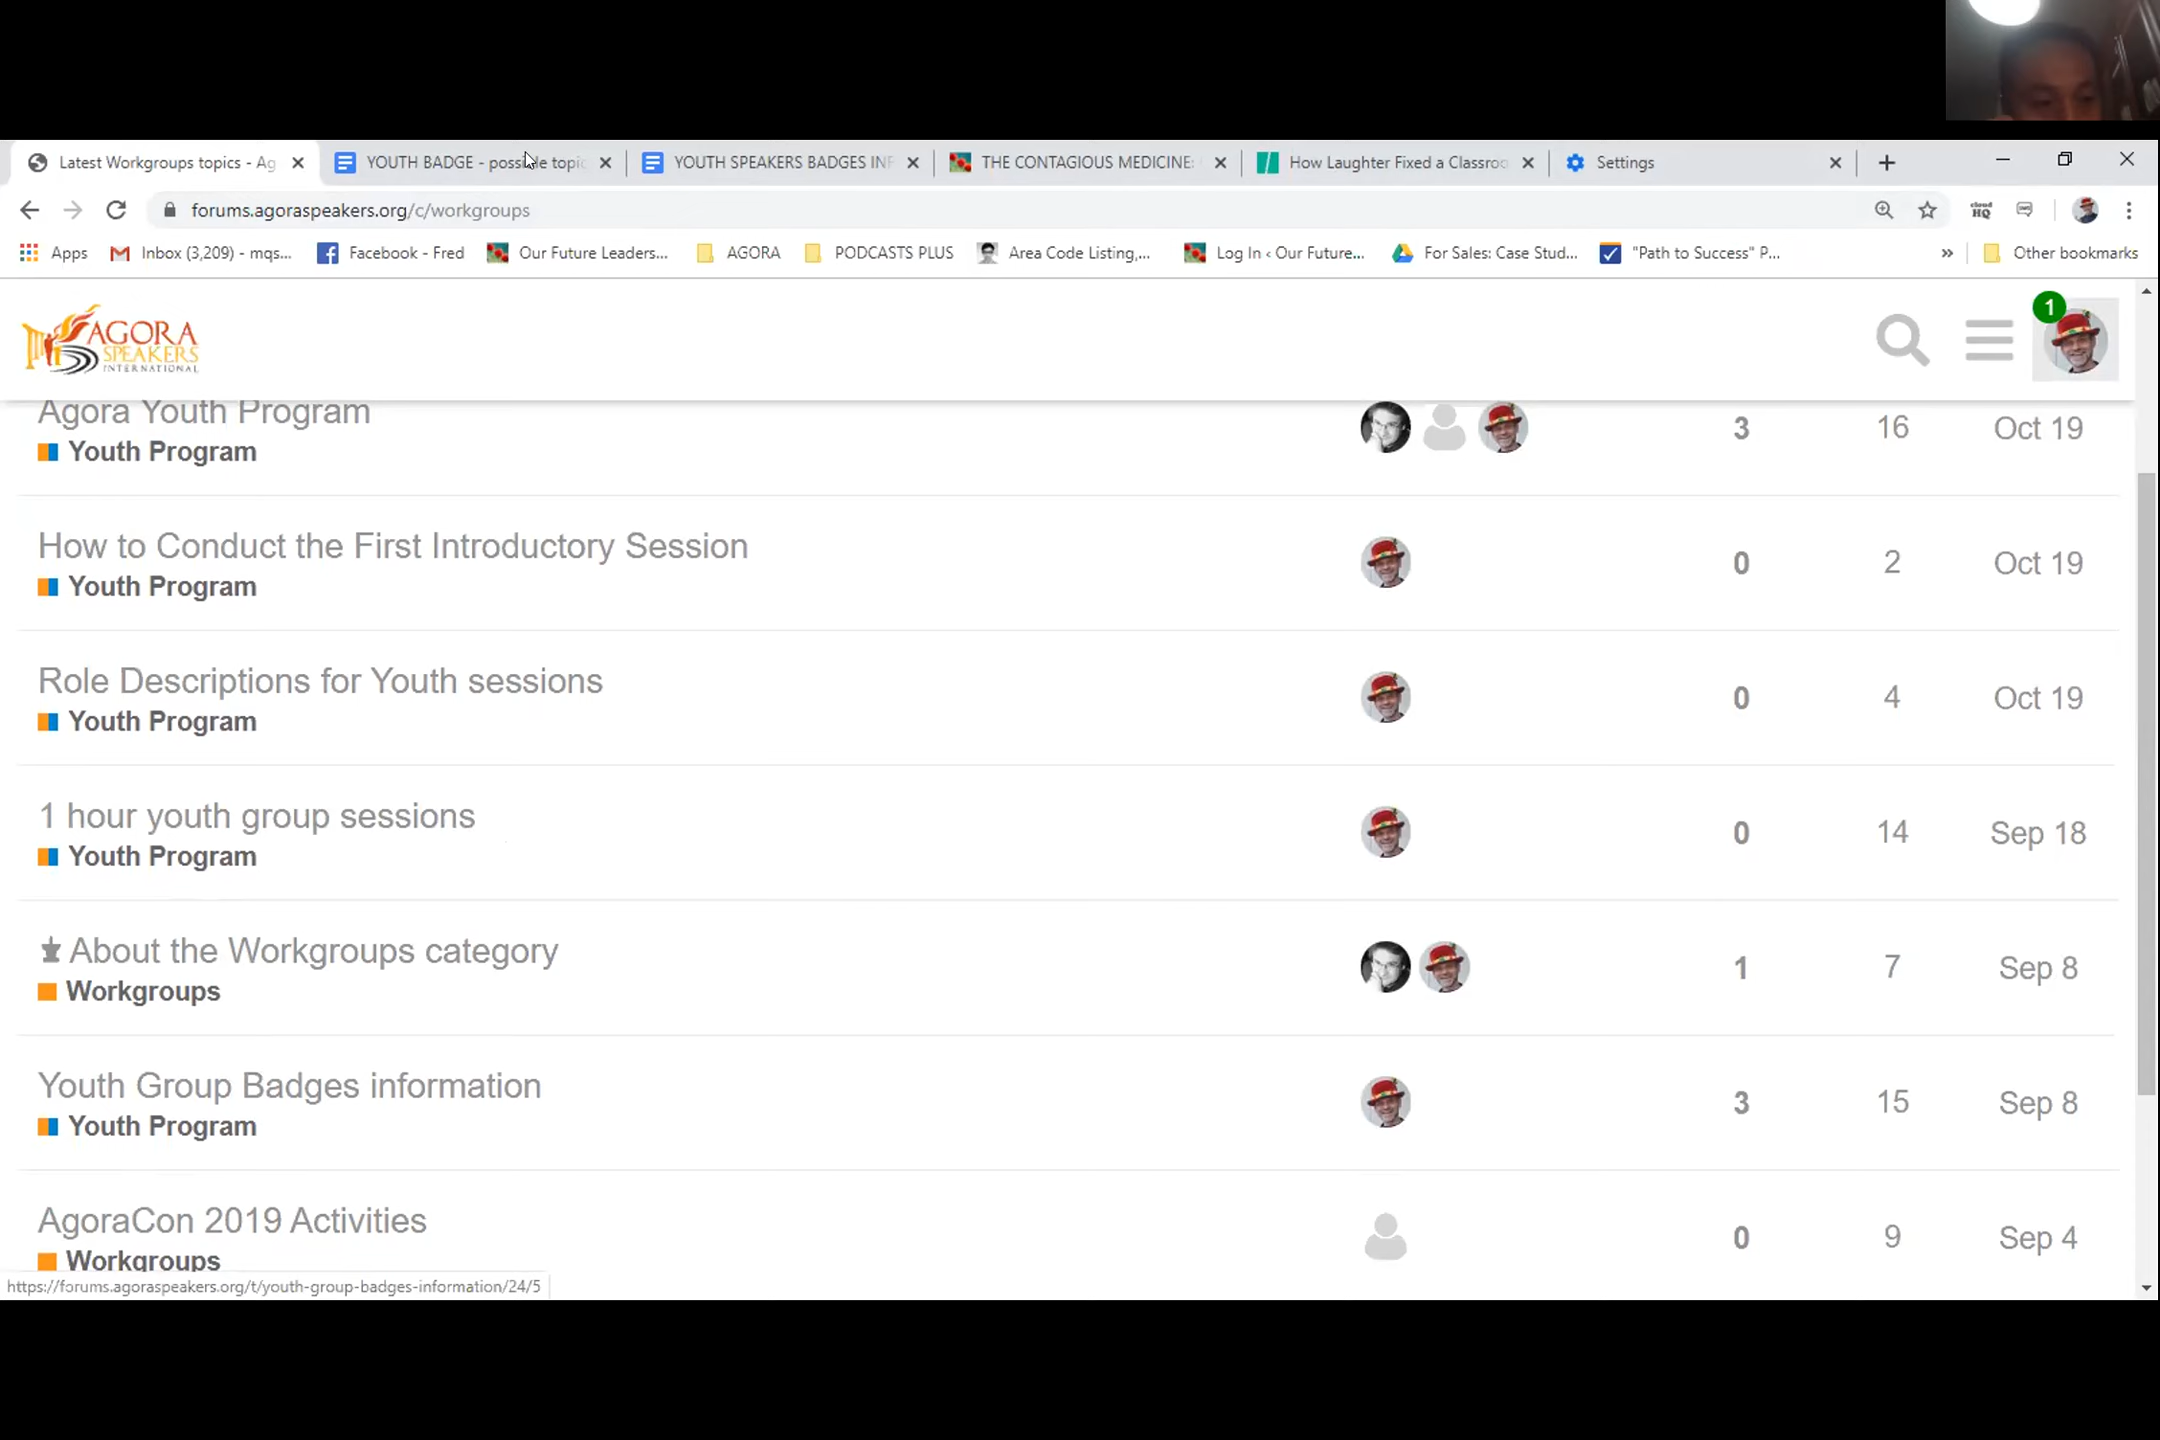 Latest Workgroups topics - Ag
YOUTH BADGE - possible topic
YOUTH SPEAKERS BADGES INF
THE CONTAGIOUS MEDICINE:
How Laughter Fixed a Classroo
Settings
forums.agoraspeakers.org/c/workgroups
cloud
HQ
Apps
Inbox (3,209) - mqs...
Facebook - Fred
Our Future Leaders...
AGORA
PODCASTS PLUS
Area Code Listing,...
Log In ‹ Our Future...
For Sales: Case Stud...
"Path to Success" P...
»
Other bookmarks
AGORA
SPEAKERS
INTERNATIONAL
1
Agora Youth Program
3 16 Oct 19
Youth Program
How to Conduct the First Introductory Session
0 2 Oct 19
Youth Program
Role Descriptions for Youth sessions
0 4 Oct 19
Youth Program
1 hour youth group sessions
0 14 Sep 18
Youth Program
About the Workgroups category
1 7 Sep 8
Workgroups
Youth Group Badges information
3 15 Sep 8
Youth Program
AgoraCon 2019 Activities
0 9 Sep 4
Workgroups
https://forums.agoraspeakers.org/t/youth-group-badges-information/24/5